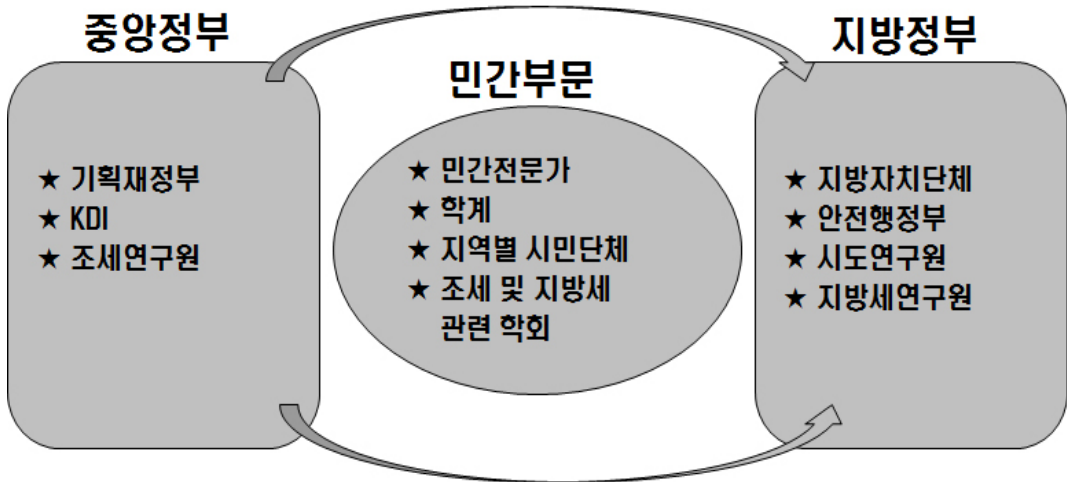 중앙정부
★ 기획재정부
★ KDI
★ 조세연구원
민간부문
★ 민간전문가
★ 학계
★ 지역별 시민단체
★ 조세 및 지방세
관련 학회
지방정부
★ 지방자치단체
★ 안전행정부
★ 시도연구원
★ 지방세연구원